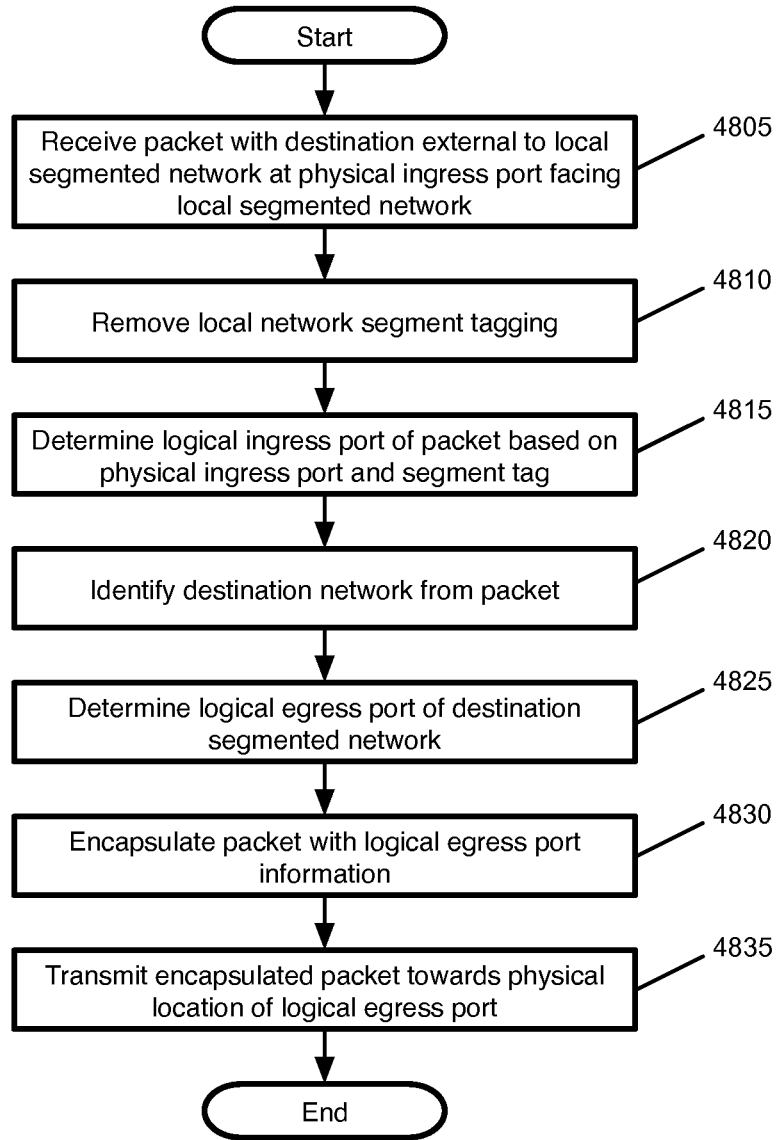 Start
Receive packet with destination external to local
segmented network at physical ingress port facing
local segmented network
4805
Remove local network segment tagging
4810
Determine logical ingress port of packet based on
physical ingress port and segment tag
4815
Identify destination network from packet
4820
Determine logical egress port of destination
segmented network
4825
Encapsulate packet with logical egress port
information
4830
Transmit encapsulated packet towards physical
location of logical egress port
4835
End